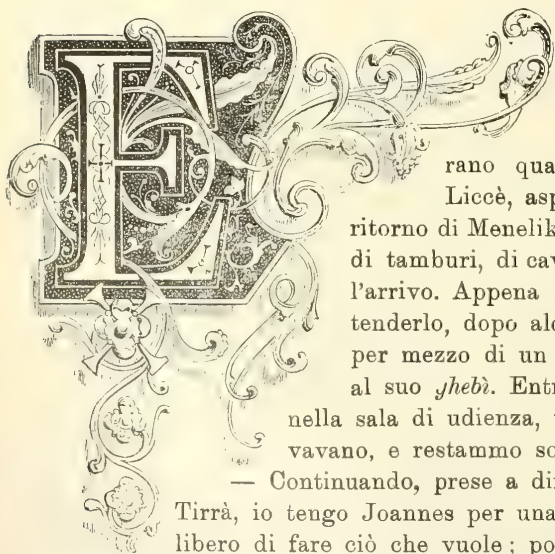 E
rano qua
Liccè, asp
ritorno di Menelik
di tamburi, di cav
l'arrivo. Appena
tenderlo, dopo alc
per mezzo di un
al suo ghebì. Entr
nella sala di udienza,
vavano, e restammo so
— Continuando, prese a di
Tirrà, io tengo Joannes per una
libero di fare ciò che vuole; po